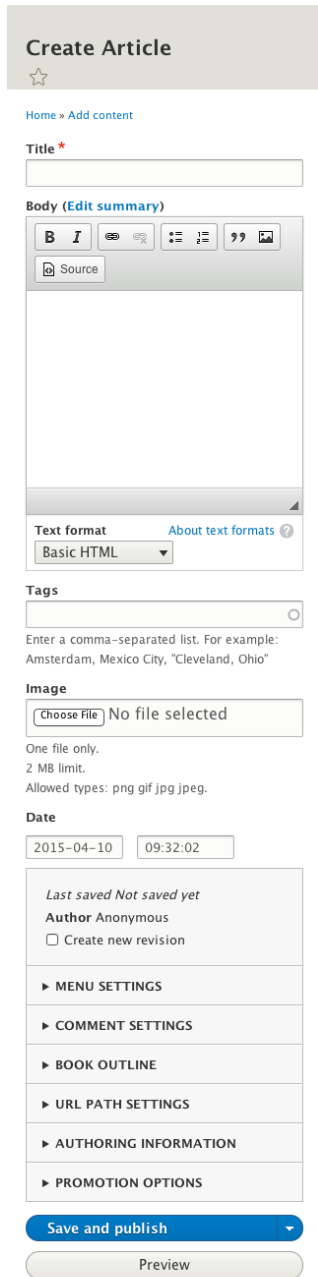 Create Article
Home » Add content
Title *
Body (Edit summary)
B I
Source
Text format About text formats ?
Basic HTML
Tags
Enter a comma-separated list. For example:
Amsterdam, Mexico City, "Cleveland, Ohio"
Image
Choose File No file selected
One file only.
2 MB limit.
Allowed types: png gif jpg jpeg.
Date
2015-04-10 09:32:02
Last saved Not saved yet
Author Anonymous
Create new revision
MENU SETTINGS
COMMENT SETTINGS
BOOK OUTLINE
URL PATH SETTINGS
AUTHORING INFORMATION
PROMOTION OPTIONS
Save and publish
Preview